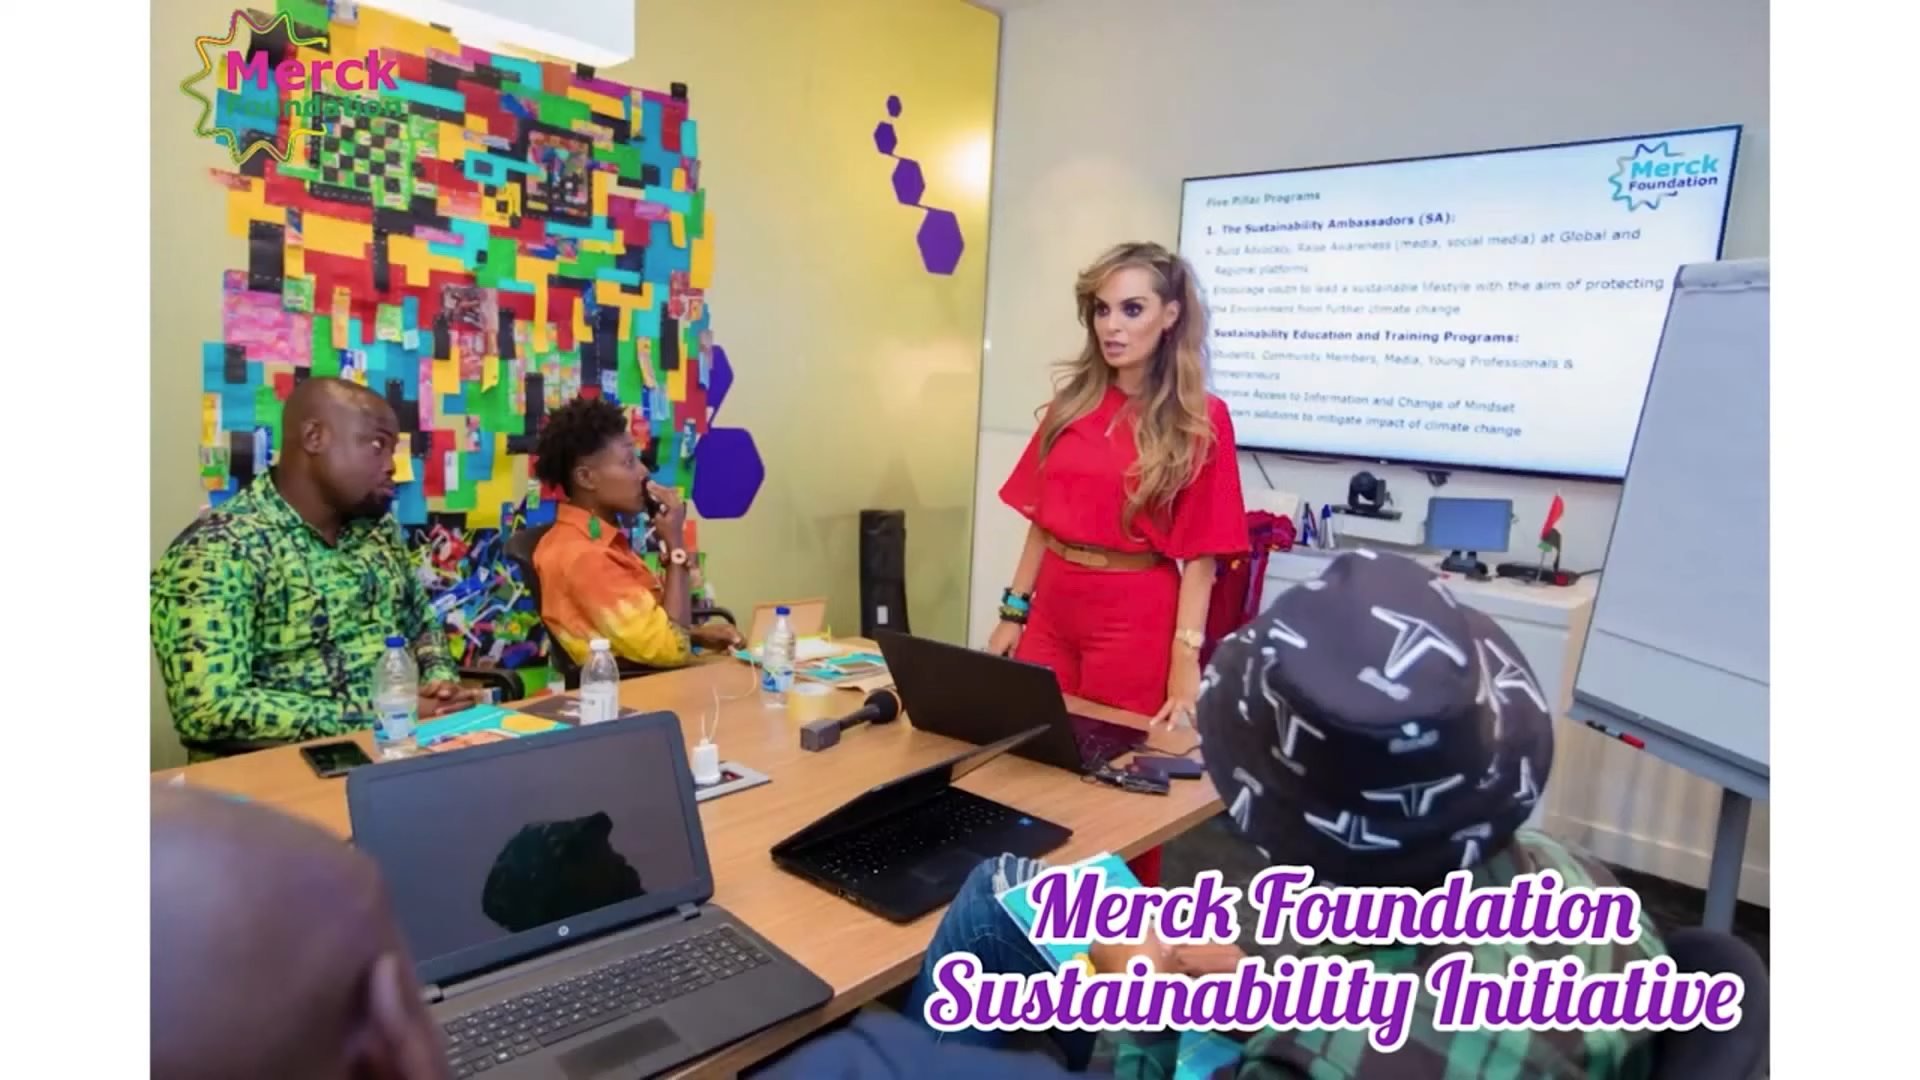 Merck
Foundation
Merck
Foundation
Five Pillar Programs
1. The Sustainability Ambassadors (SA):
Build Advocacy, Raise Awareness (media, social media) at Global and
Regional platforms
Encourage youth to lead a sustainable lifestyle with the aim of protecting
the Environment from further climate change
Sustainability Education and Training Programs:
Students, Community Members, Media, Young Professionals &
Entrepreneurs
Improve Access to Information and Change of Mindset
own solutions to mitigate impact of climate change
hp
Merck Foundation
Sustainability Initiative